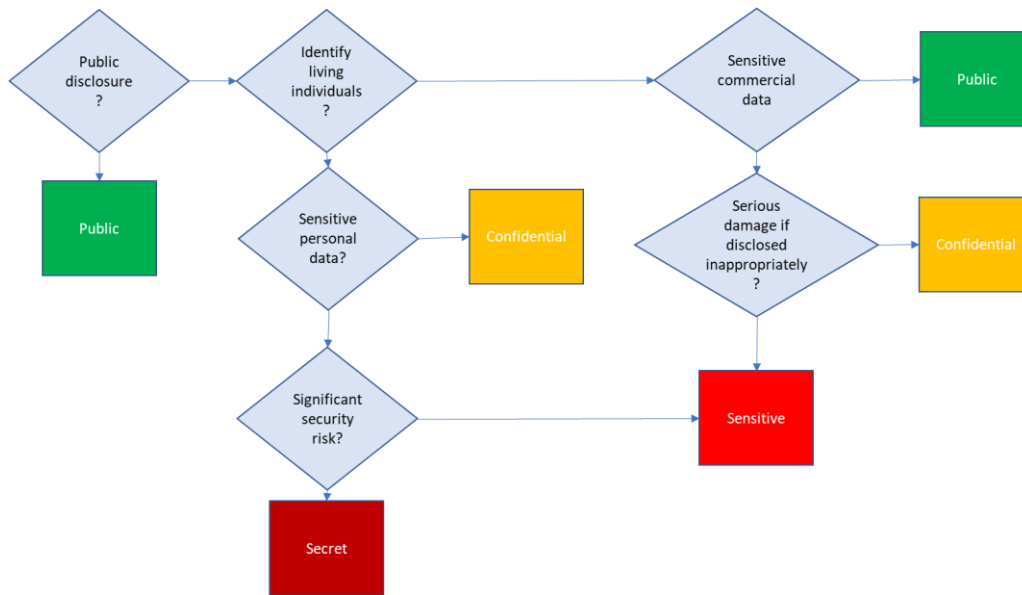 Public
disclosure
?
Identify
living
individuals
?
Sensitive
commercial
data
Public
Public
Sensitive
personal
data?
Confidential
Serious
damage if
disclosed
inappropriately
?
Confidential
Significant
security
risk?
Sensitive
Secret